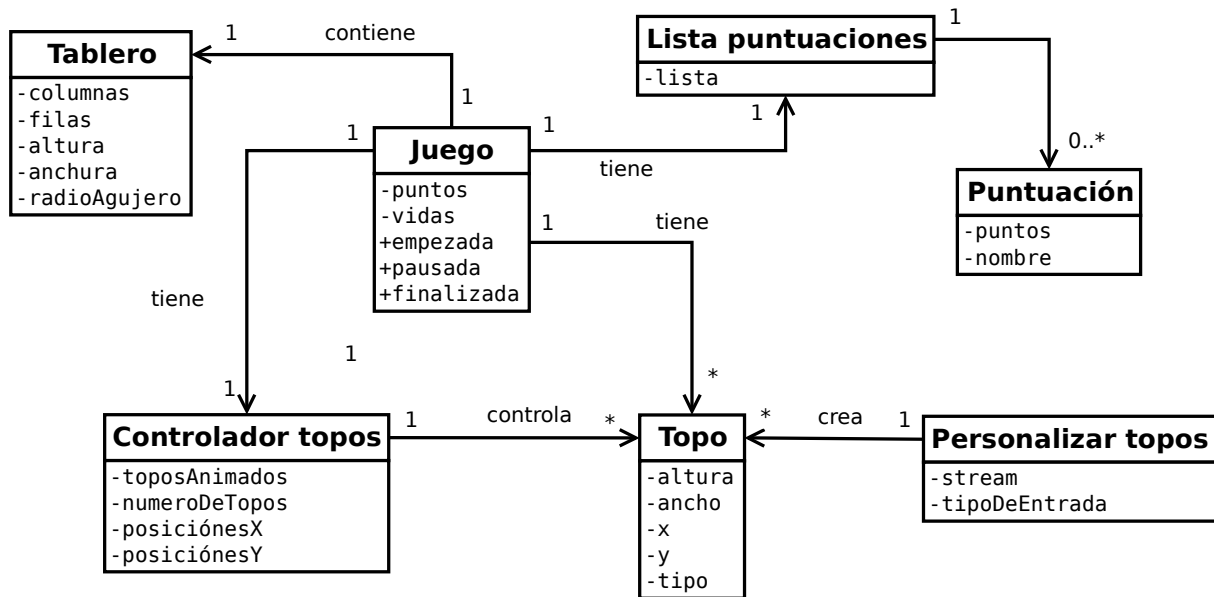 1
contiene
1
Tablero
-columnas
-filas
-altura
-anchura
-radioAgujero
Lista puntuaciones
-lista
1
0..*
Puntuación
-puntos
-nombre
1
1
1
tiene
Juego
-puntos
-vidas
+empezada
+pausada
+finalizada
1
tiene
*
tiene
1
1
1
Controlador topos
-toposAnimados
-numeroDeTopos
-posiciónesX
-posiciónesY
1
controla
*
Topo
-altura
-ancho
-x
-y
-tipo
*
crea
1
Personalizar topos
-stream
-tipoDeEntrada